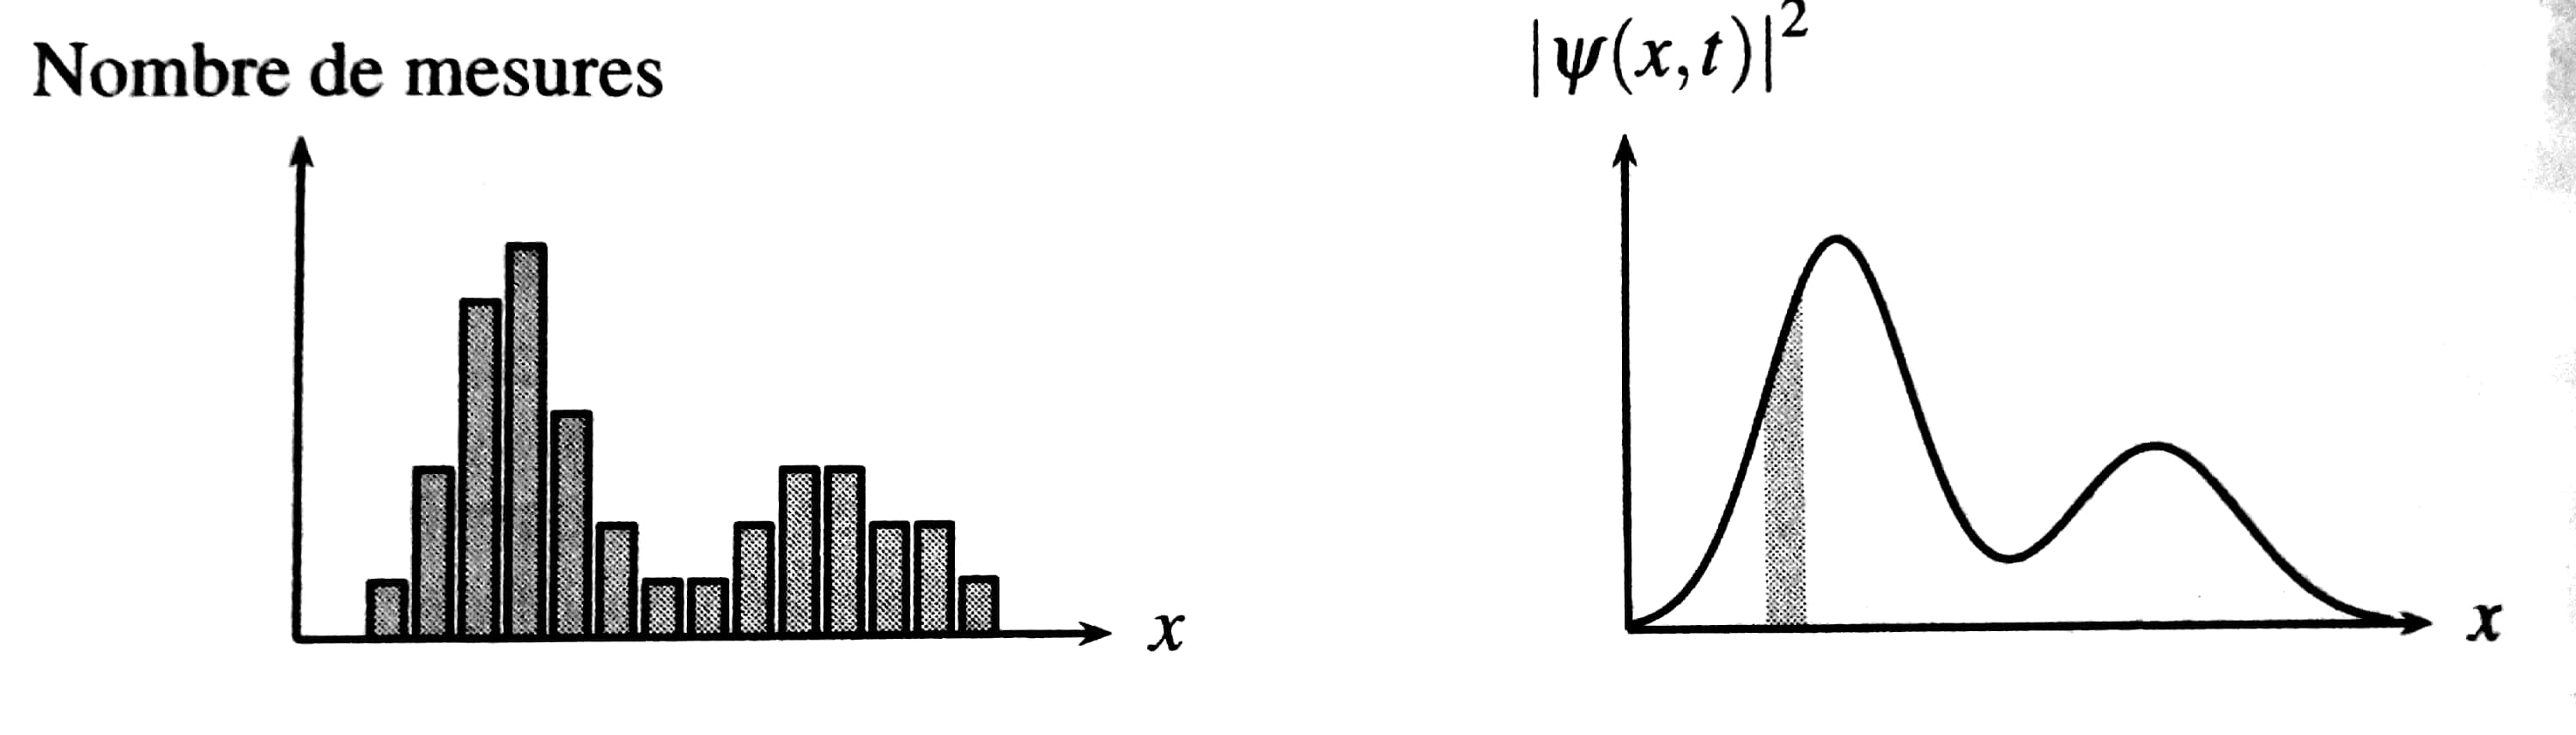 Nombre de mesures
|ψ(x,t)|²
x
x